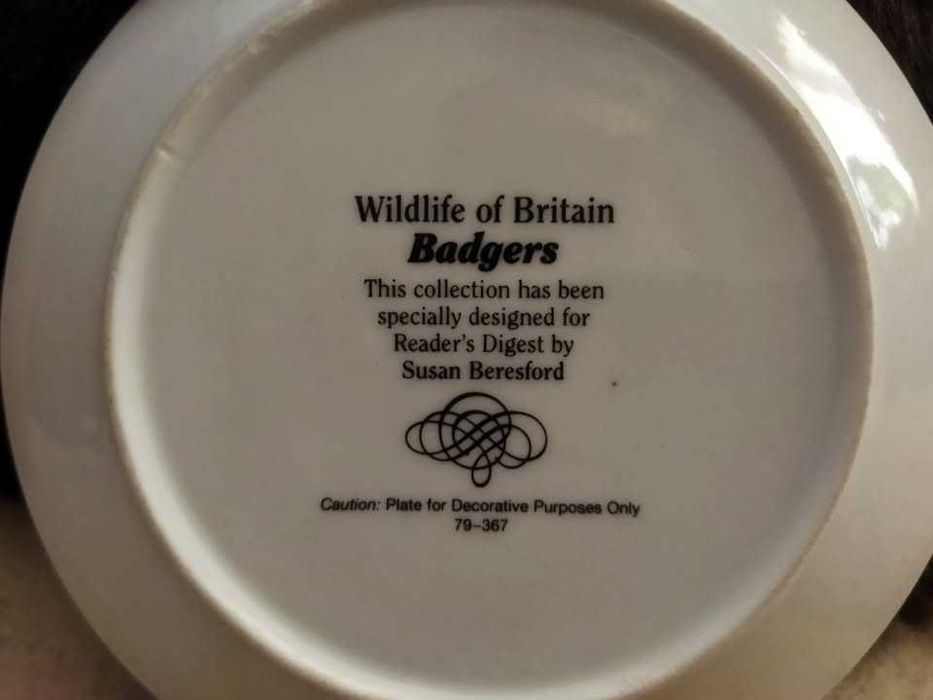 Wildlife of Britain
Badgers
This collection has been
specially designed for
Reader's Digest by
Susan Beresford
Caution: Plate for Decorative Purposes Only
79-367